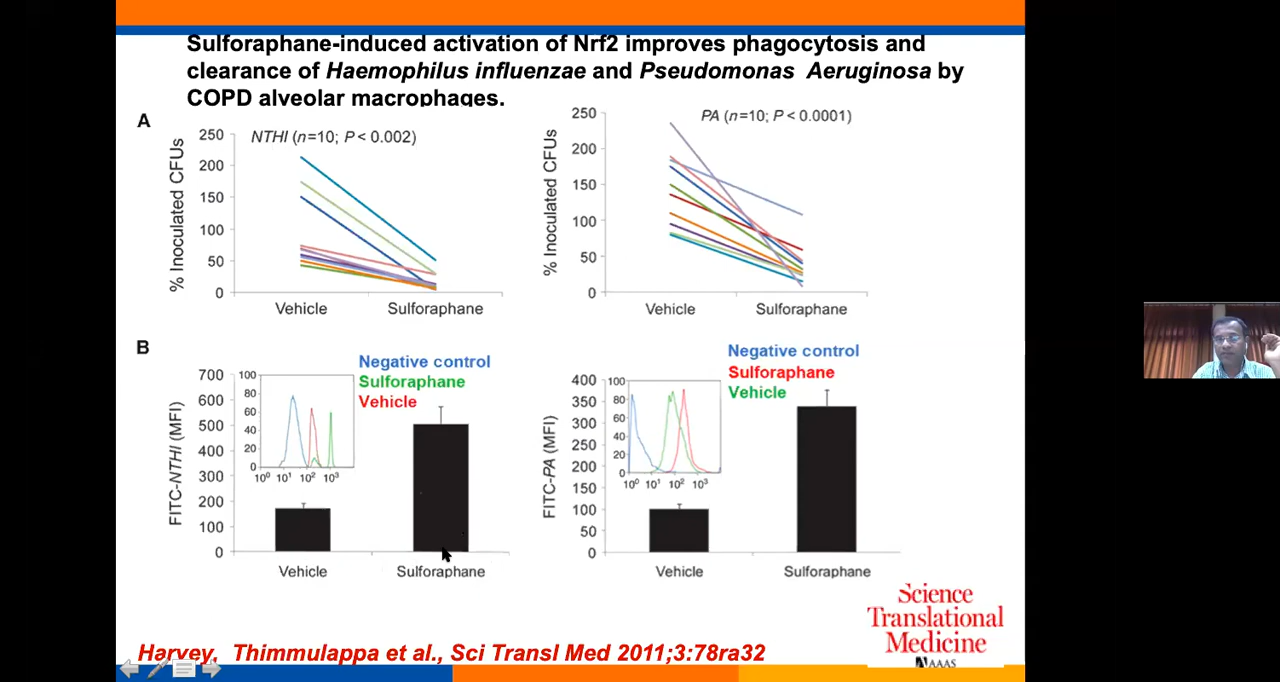 Sulforaphane-induced activation of Nrf2 improves phagocytosis and
clearance of Haemophilus influenzae and Pseudomonas Aeruginosa by
COPD alveolar macrophages.
A
NTHI (n=10; P < 0.002)
% Inoculated CFUs
250
200
150
100
50
0
Vehicle
Sulforaphane
PA (n=10; P < 0.0001)
% Inoculated CFUs
250
200
150
100
50
0
Vehicle
Sulforaphane
B
Negative control
Sulforaphane
Vehicle
FITC-NTHI (MFI)
700
600
500
400
300
200
100
0
100
80
60
40
20
0
10⁰ 10¹ 10² 10³
Vehicle
Sulforaphane
Negative control
Sulforaphane
Vehicle
FITC-PA (MFI)
400
350
300
250
200
150
100
50
0
100
80
60
40
20
0
10⁰ 10¹ 10² 10³
Vehicle
Sulforaphane
Science
Translational
Medicine
AAAS
Harvey, Thimmulappa et al., Sci Transl Med 2011;3:78ra32